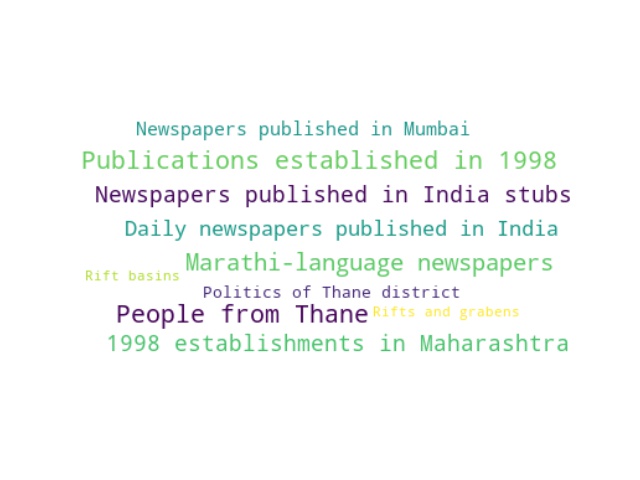 Newspapers published in Mumbai
Publications established in 1998
Newspapers published in India stubs
Daily newspapers published in India
Marathi-language newspapers
Rift basins
Politics of Thane district
People from Thane
Rifts and grabens
1998 establishments in Maharashtra